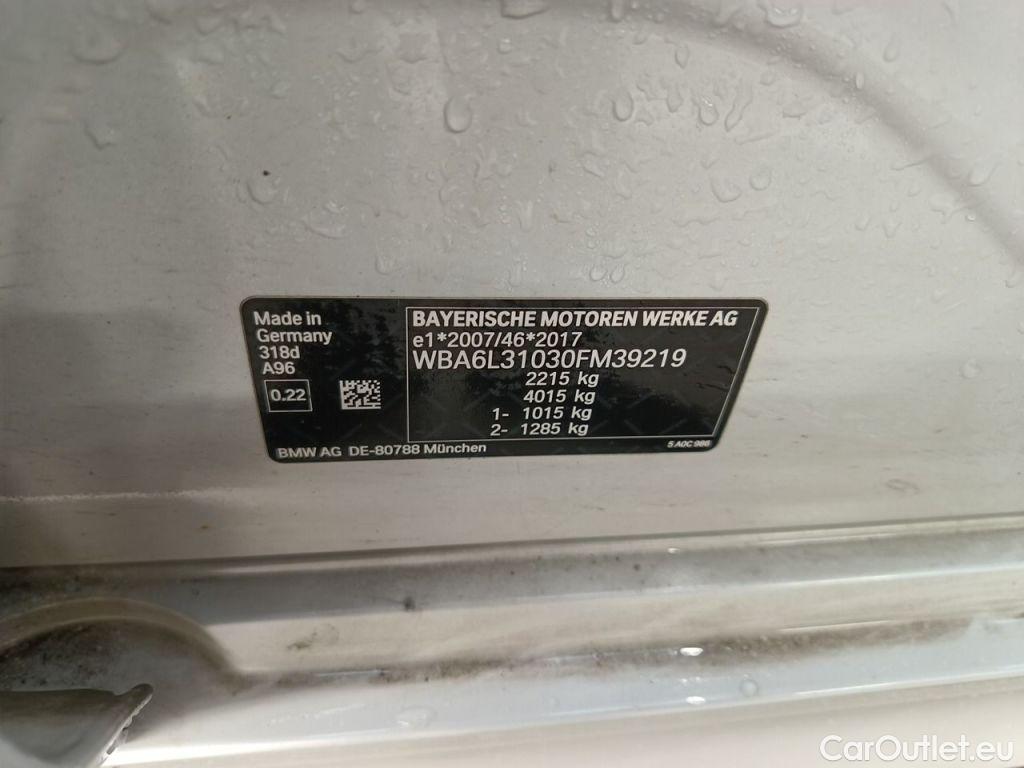 Made in
Germany
318d
A96
0.22
BAYERISCHE MOTOREN WERKE AG
e1*2007/46*2017
WBA6L31030FM39219
2215 kg
4015 kg
1- 1015 kg
2- 1285 kg
BMW AG DE-80788 München
5 A0C 986
CarOutlet.eu